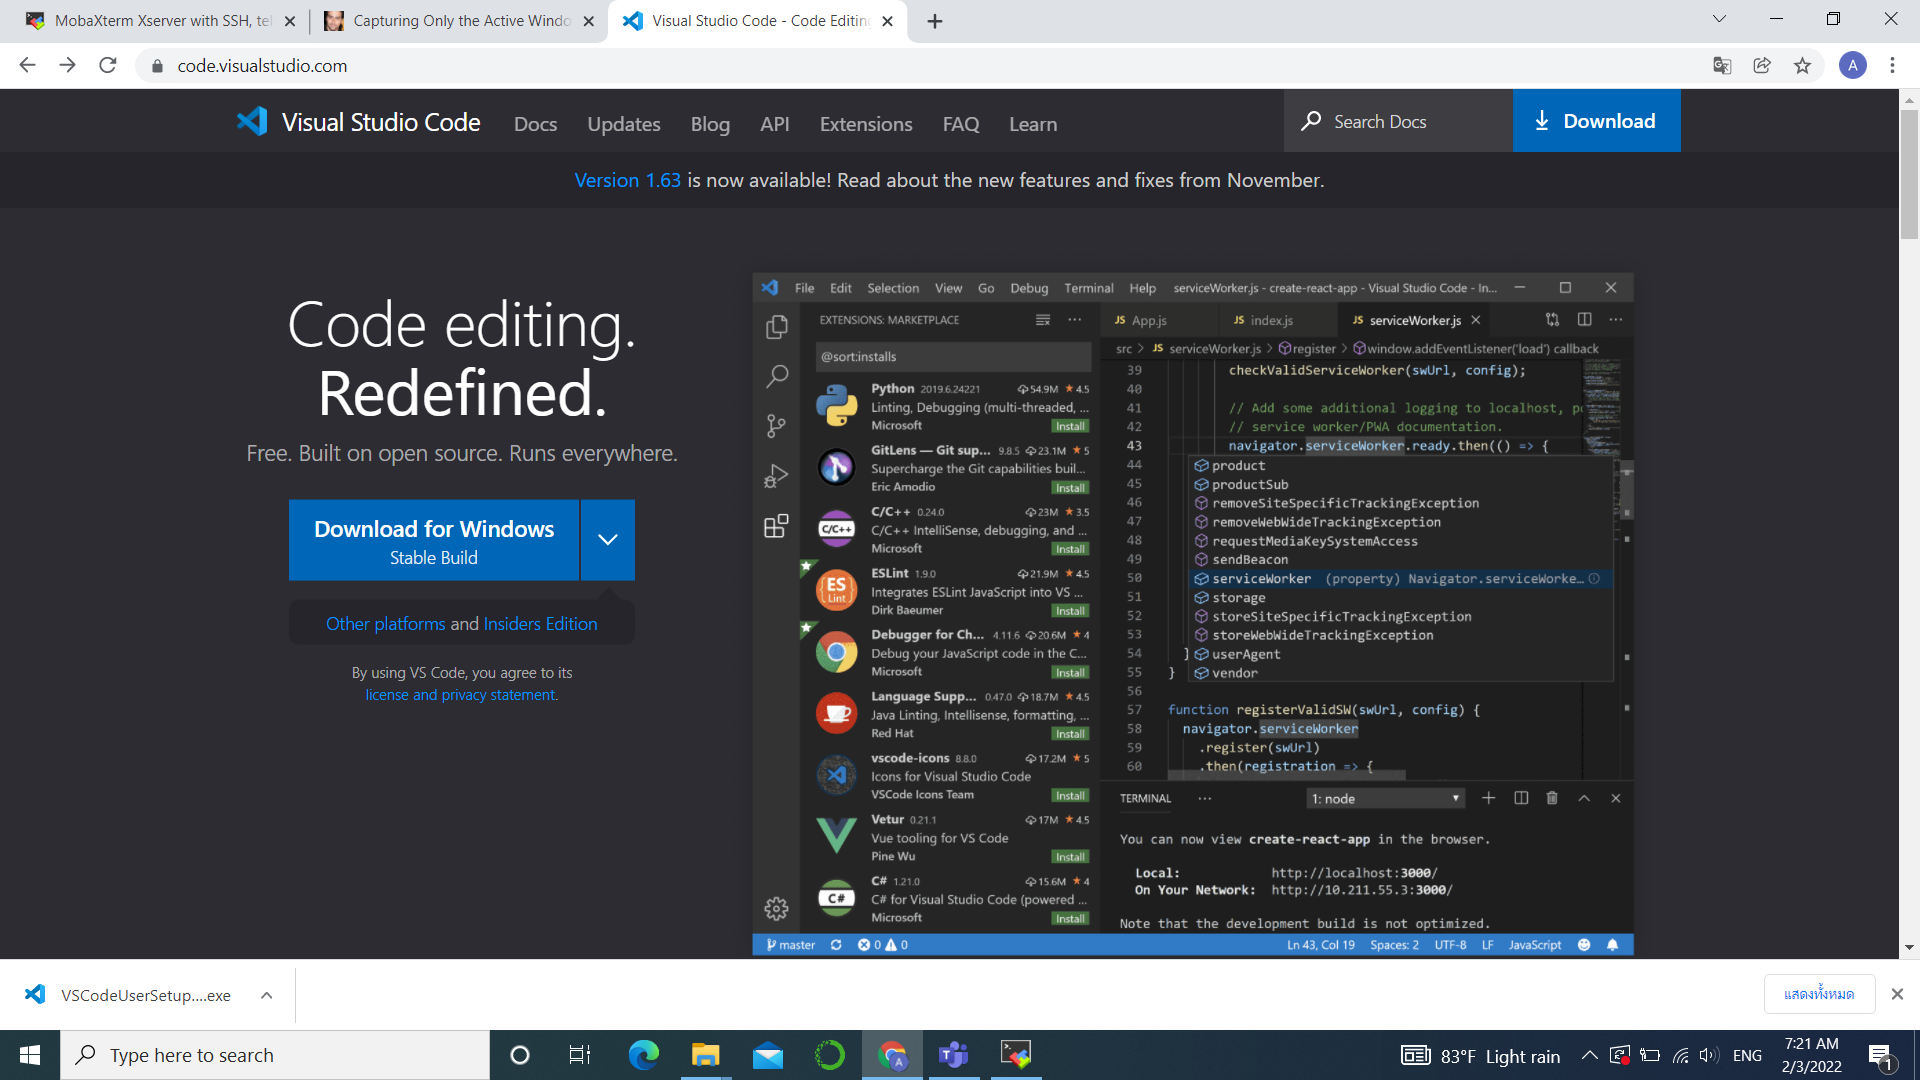 MobaXterm Xserver with SSH, tel
Capturing Only the Active Windo
Visual Studio Code - Code Editing
code.visualstudio.com
A
Visual Studio Code
Docs
Updates
Blog
API
Extensions
FAQ
Learn
Search Docs
Download
Version 1.63 is now available! Read about the new features and fixes from November.
Code editing.
Redefined.
Free. Built on open source. Runs everywhere.
Download for Windows
Stable Build
Other platforms and Insiders Edition
By using VS Code, you agree to its
license and privacy statement.
File Edit Selection View Go Debug Terminal Help serviceWorker.js - create-react-app - Visual Studio Code - In...
EXTENSIONS: MARKETPLACE
@sort:installs
Python 2019.6.24221 54.9M 4.5
Linting, Debugging (multi-threaded, ...
Microsoft Install
GitLens — Git sup... 9.8.5 23.1M 5
Supercharge the Git capabilities buil...
Eric Amodio Install
C/C++
C/C++ 0.24.0 23M 3.5
C/C++ IntelliSense, debugging, and ...
Microsoft Install
ES
Lint
ESLint 1.9.0 21.9M 4.5
Integrates ESLint JavaScript into VS ...
Dirk Baeumer Install
Debugger for Ch... 4.11.6 20.6M 4
Debug your JavaScript code in the C...
Microsoft Install
Language Supp... 0.47.0 18.7M 4.5
Java Linting, Intellisense, formatting, ...
Red Hat Install
vscode-icons 8.8.0 17.2M 5
Icons for Visual Studio Code
VSCode Icons Team Install
Vetur 0.21.1 17M 4.5
Vue tooling for VS Code
Pine Wu Install
C#
C# 1.21.0 15.6M 4
C# for Visual Studio Code (powered ...
Microsoft Install
JS App.js JS index.js JS serviceWorker.js
src > JS serviceWorker.js > register > window.addEventListener('load') callback
39 checkValidServiceWorker(swUrl, config);
40
41 // Add some additional logging to localhost, po
42 // service worker/PWA documentation.
43 navigator.serviceWorker.ready.then(() => {
44 product
45 productSub
46 removeSiteSpecificTrackingException
47 removeWebWideTrackingException
48 requestMediaKeySystemAccess
49 sendBeacon
50 serviceWorker (property) Navigator.serviceWorke...
51 storage
52 storeSiteSpecificTrackingException
53 storeWebWideTrackingException
54 } userAgent
55 } vendor
56
57 function registerValidSW(swUrl, config) {
58 navigator.serviceWorker
59 .register(swUrl)
60 .then(registration => {
TERMINAL ... 1: node
You can now view create-react-app in the browser.
Local: http://localhost:3000/
On Your Network: http://10.211.55.3:3000/
Note that the development build is not optimized.
master 0 0
Ln 43, Col 19 Spaces: 2 UTF-8 LF JavaScript
VSCodeUserSetup....exe
แสดงทั้งหมด
Type here to search
A
83°F Light rain
ENG
7:21 AM
2/3/2022
1